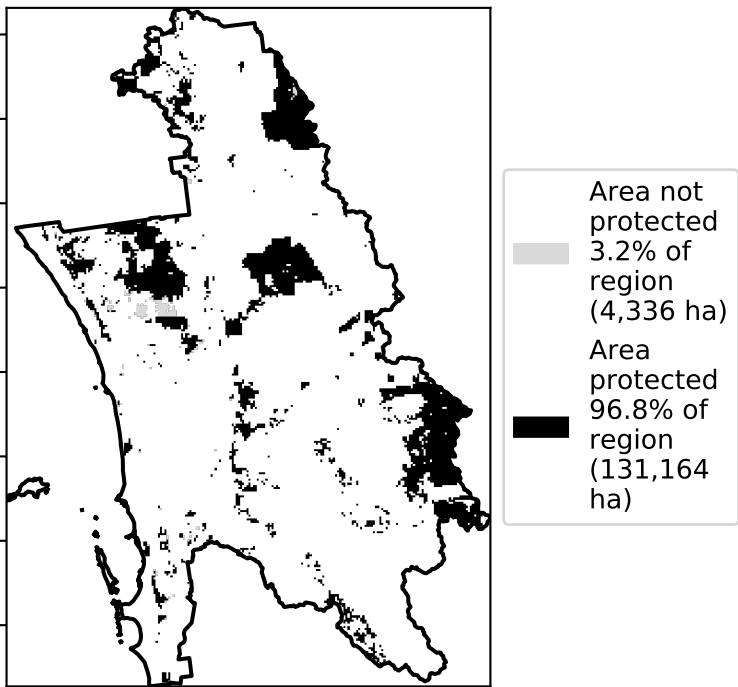 Area not
protected
3.2% of
region
(4,336 ha)
Area
protected
96.8% of
region
(131,164
ha)